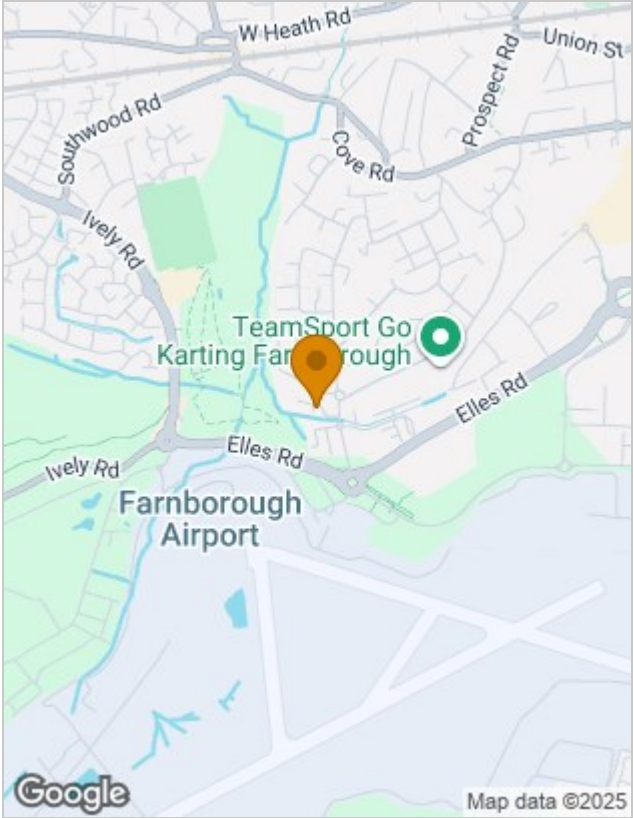 W Heath Rd
Union St
Prospect Rd
Southwood Rd
Cove Rd
Ively Rd
TeamSport Go
Karting Farnborough
Elles Rd
Elles Rd
Ively Rd
Farnborough
Airport
Google
Map data ©2025